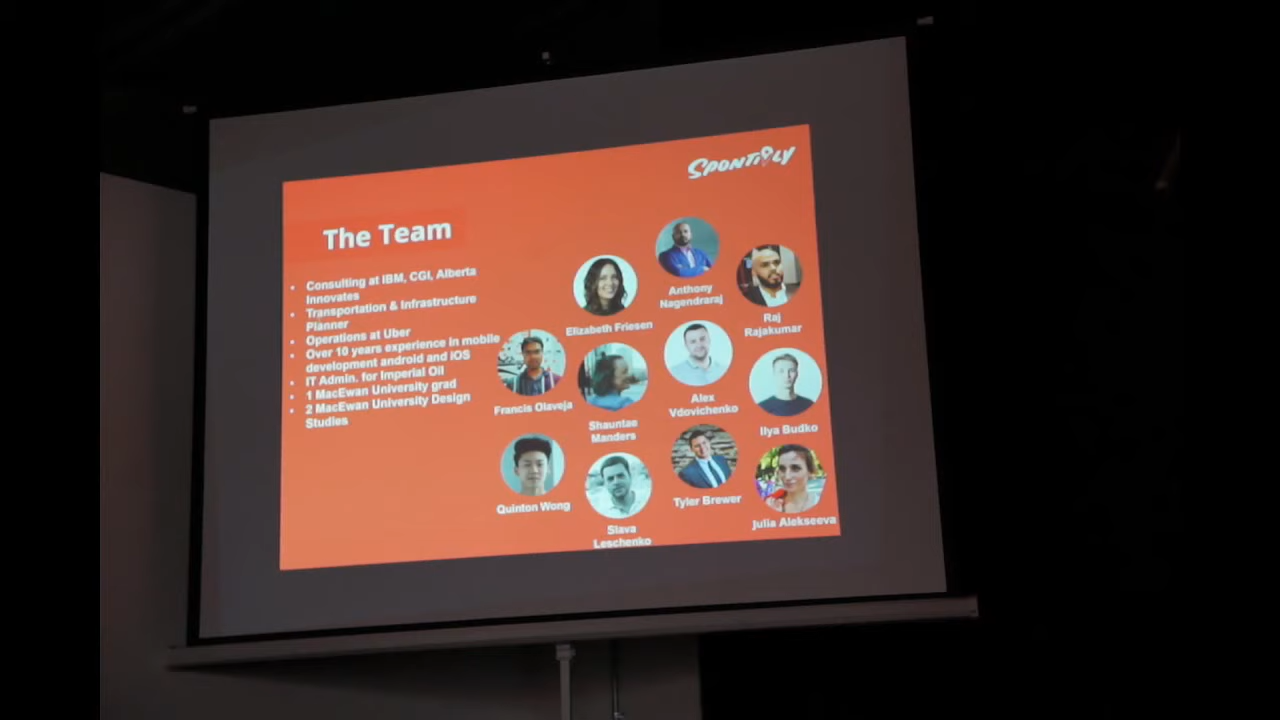 SPONTIVLY
The Team
Consulting at IBM, CGI, Alberta
Innovates
Transportation & Infrastructure
Planner
Operations at Uber
Over 10 years experience in mobile
development android and IOS
IT Admin. for Imperial Oil
1 MacEwan University grad
2 MacEwan University Design
Studies
Anthony
Nagendraraj
Elizabeth Friesen
Raj
Rajakumar
Francis Olaveja
Shauntae
Manders
Alex
Vdovichenko
Ilya Budko
Quinton Wong
Slava
Leschenko
Tyler Brewer
Julia Alekseeva